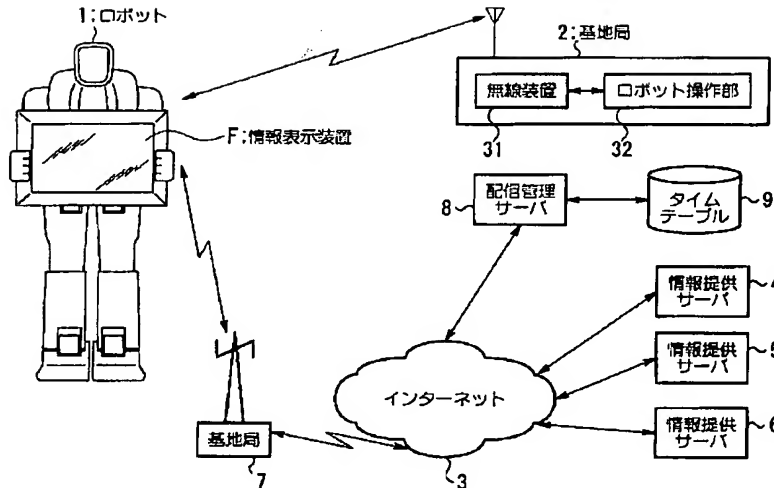 1:ロボット
2:基地局
無線装置
ロボット操作部
31
32
F:情報表示装置
配信管理
サーバ
8
タイム
テーブル
9
情報提供
サーバ
4
情報提供
サーバ
5
情報提供
サーバ
6
インターネット
3
基地局
7